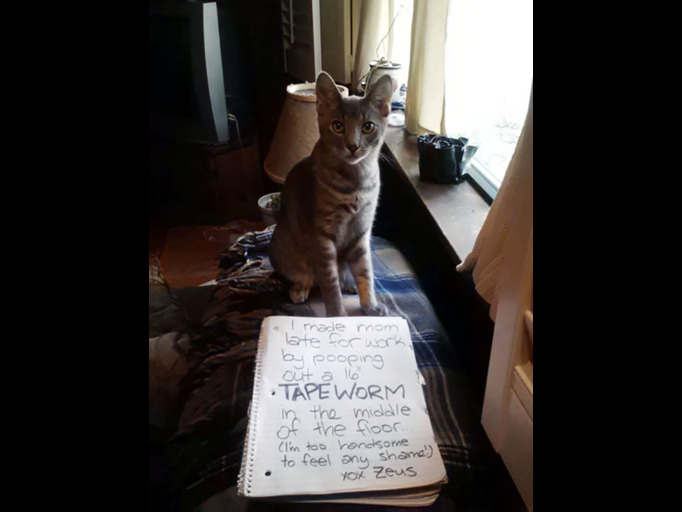 I made mom
late for work
by pooping
out a 16"
TAPEWORM
in the middle
of the floor...
(I'm too handsome
to feel any shame!)
xox Zeus